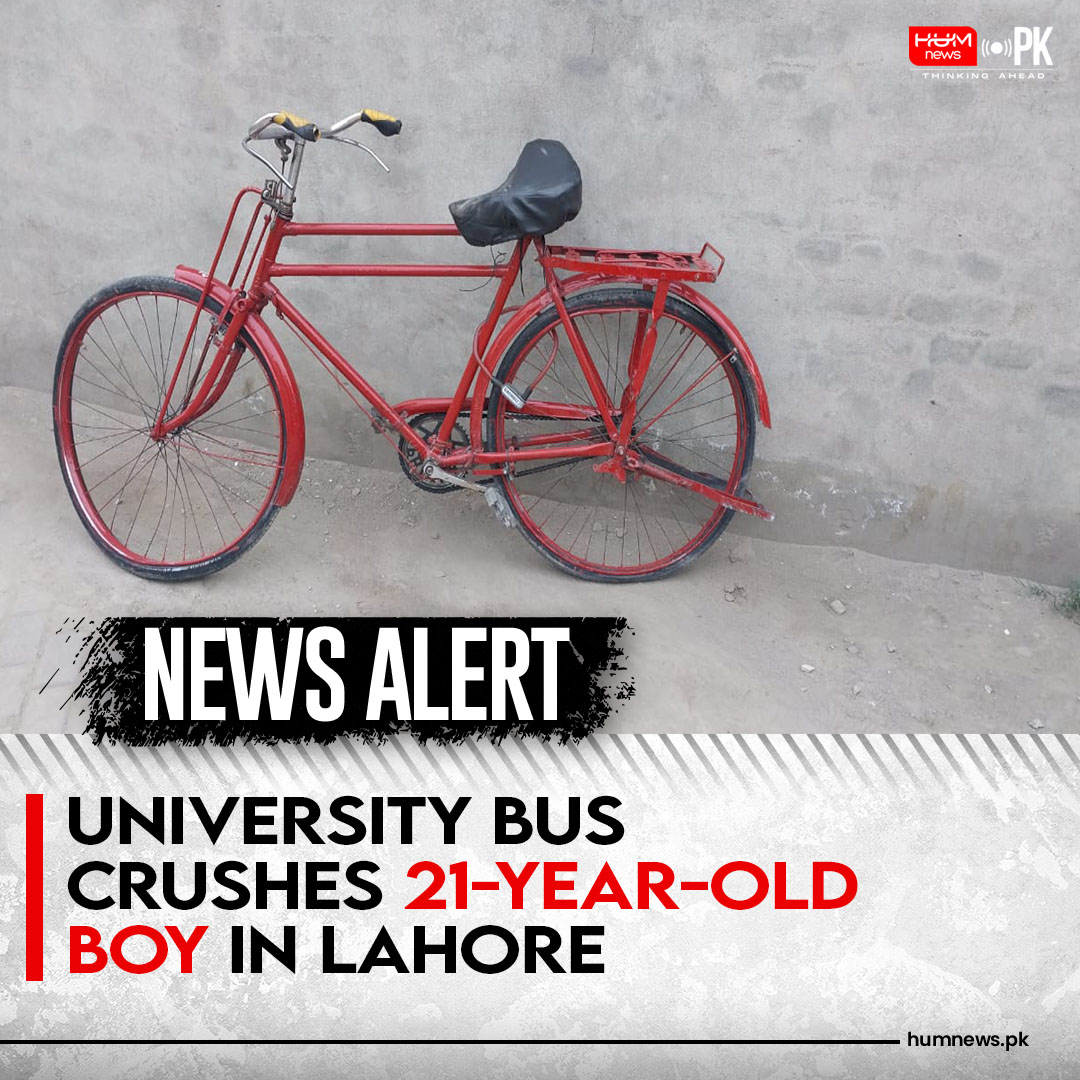 HUM
news
PK
THINKING AHEAD
NEWS ALERT
UNIVERSITY BUS
CRUSHES 21-YEAR-OLD
BOY IN LAHORE
humnews.pk